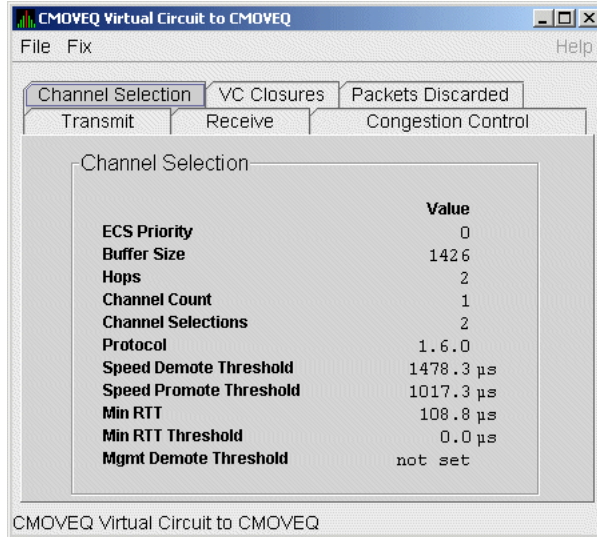 CMOVEQ Virtual Circuit to CMOVEQ
File Fix Help
Channel Selection VC Closures Packets Discarded
Transmit Receive Congestion Control
Channel Selection
Value
ECS Priority 0
Buffer Size 1426
Hops 2
Channel Count 1
Channel Selections 2
Protocol 1.6.0
Speed Demote Threshold 1478.3 µs
Speed Promote Threshold 1017.3 µs
Min RTT 108.8 µs
Min RTT Threshold 0.0 µs
Mgmt Demote Threshold not set
CMOVEQ Virtual Circuit to CMOVEQ